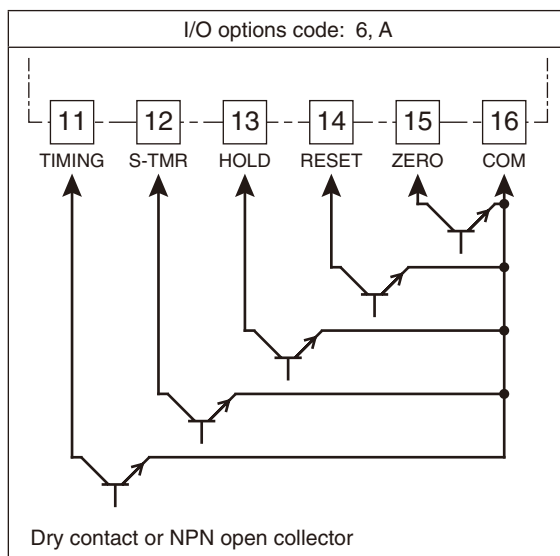 I/O options code: 6, A
11 12 13 14 15 16
TIMING S-TMR HOLD RESET ZERO COM
Dry contact or NPN open collector